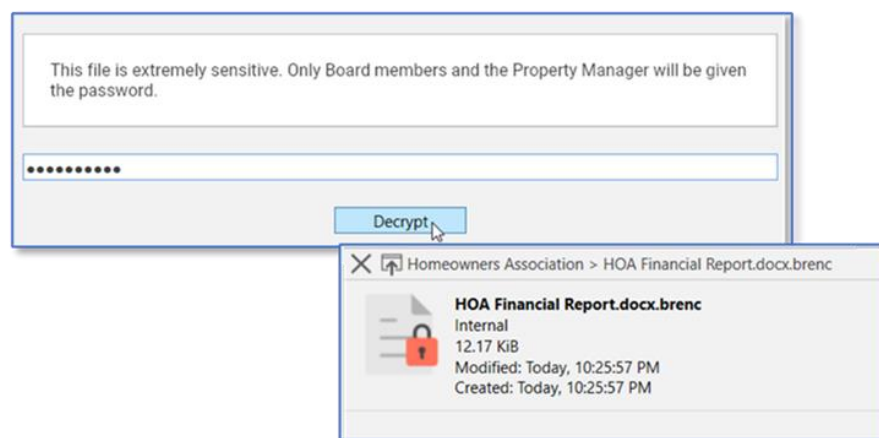 This file is extremely sensitive. Only Board members and the Property Manager will be given
the password.
••••••••••
Decrypt
Homeowners Association > HOA Financial Report.docx.brenc
HOA Financial Report.docx.brenc
Internal
12.17 KiB
Modified: Today, 10:25:57 PM
Created: Today, 10:25:57 PM